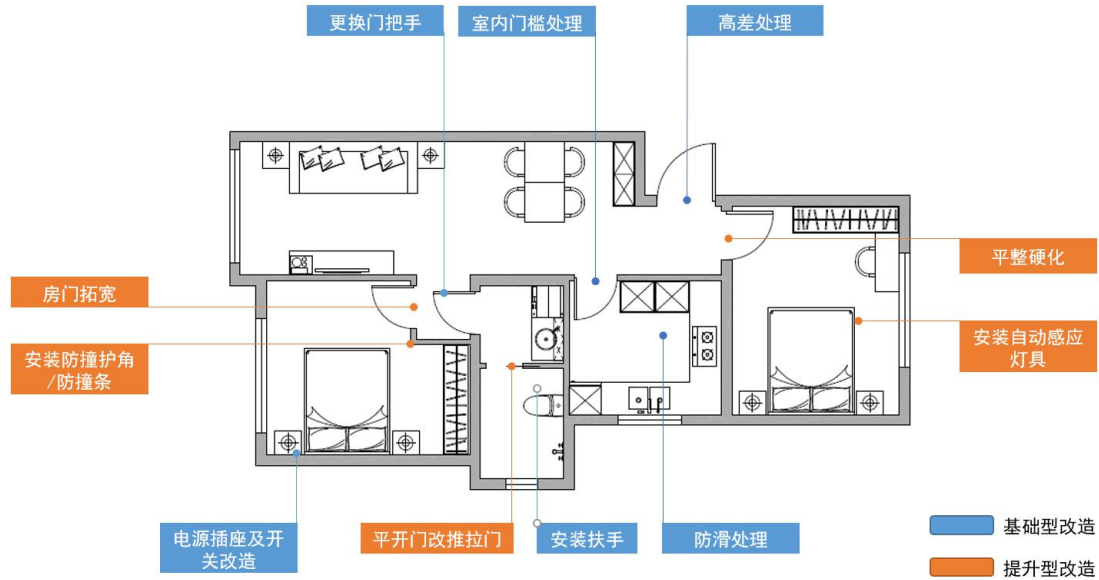 更换门把手
室内门槛处理
高差处理
平整硬化
房门拓宽
安装防撞护角
/防撞条
安装自动感应
灯具
电源插座及开
关改造
平开门改推拉门
安装扶手
防滑处理
基础型改造
提升型改造